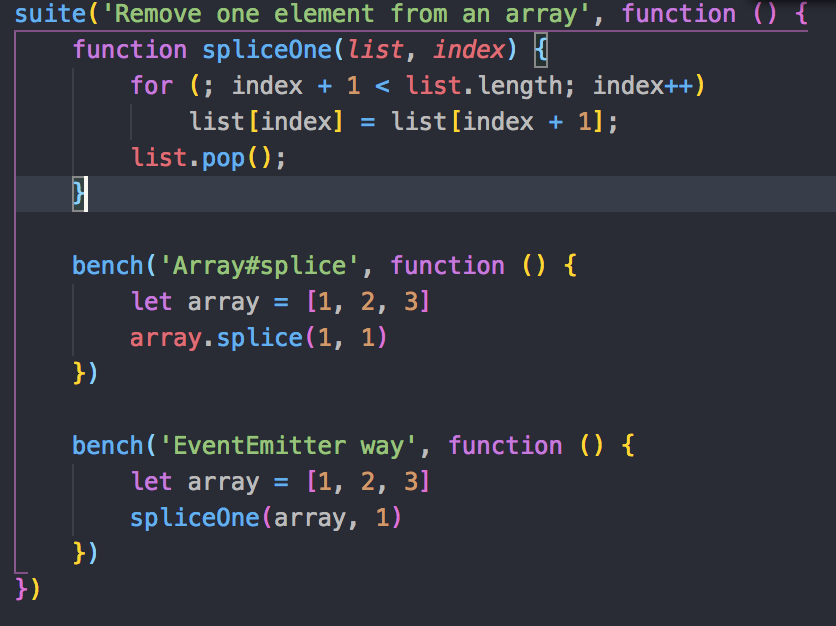 suite('Remove one element from an array', function () {
    function spliceOne(list, index) {
        for (; index + 1 < list.length; index++)
            list[index] = list[index + 1];
        list.pop();
    }

    bench('Array#splice', function () {
        let array = [1, 2, 3]
        array.splice(1, 1)
    })

    bench('EventEmitter way', function () {
        let array = [1, 2, 3]
        spliceOne(array, 1)
    })
})